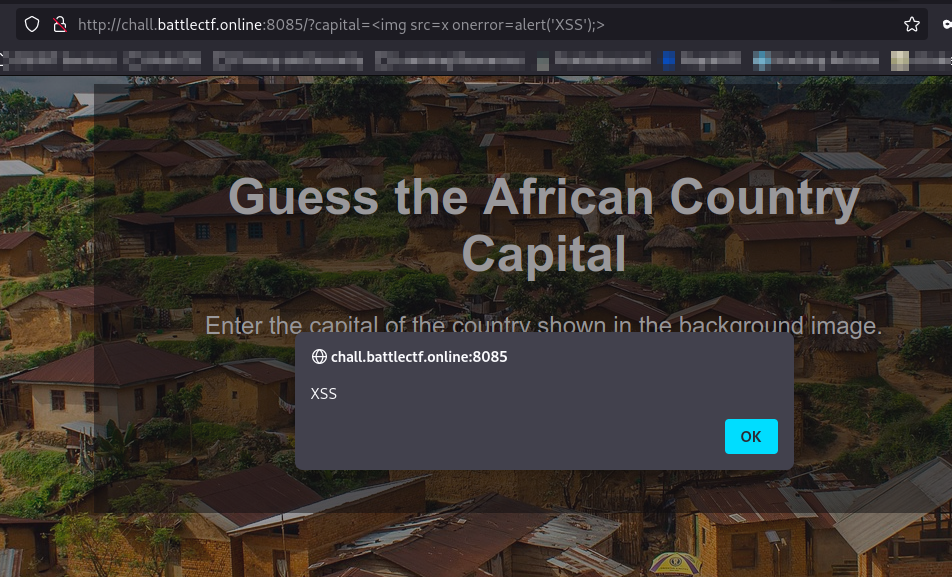 http://chall.battlectf.online:8085/?capital=<img src=x onerror=alert('XSS');>
Guess the African Country
Capital
Enter the capital of the country shown in the background image.
chall.battlectf.online:8085
XSS
OK